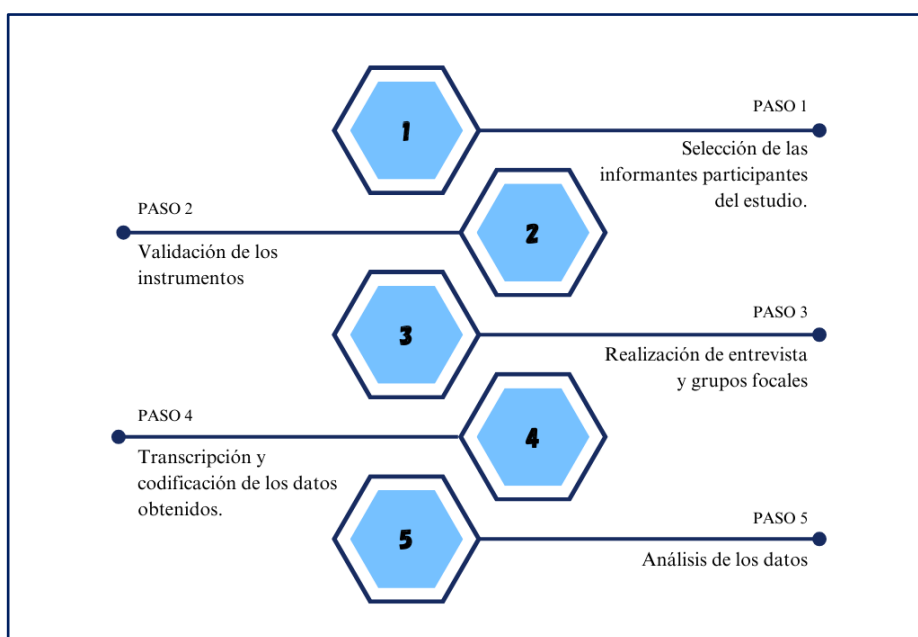 1
PASO 1
Selección de las
informantes participantes
del estudio.
PASO 2
2
Validación de los
instrumentos
3
PASO 3
Realización de entrevista
y grupos focales
PASO 4
4
Transcripción y
codificación de los datos
obtenidos.
5
PASO 5
Análisis de los datos